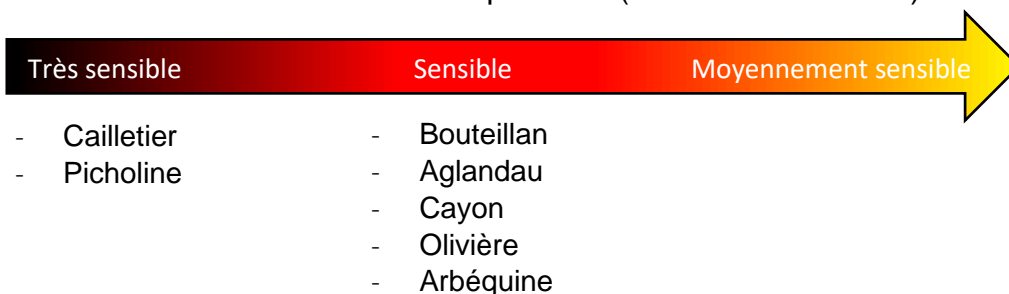 Très sensible Sensible Moyennement sensible
- Cailletier
- Picholine
- Bouteillan
- Aglandau
- Cayon
- Olivière
- Arbéquine